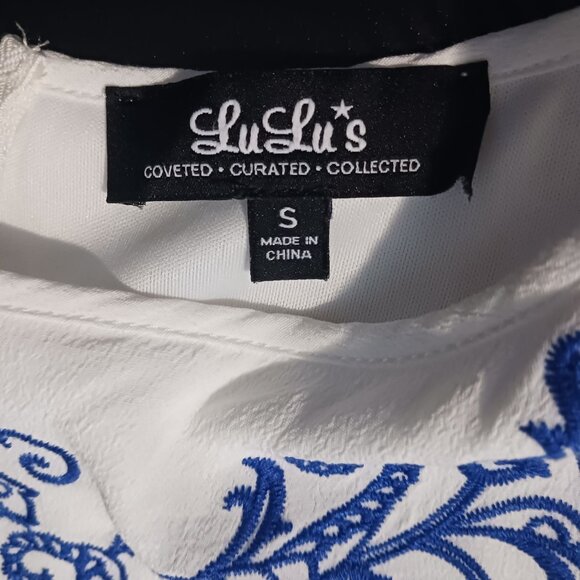 LuLu*s
COVETED • CURATED • COLLECTED
S
MADE IN
CHINA